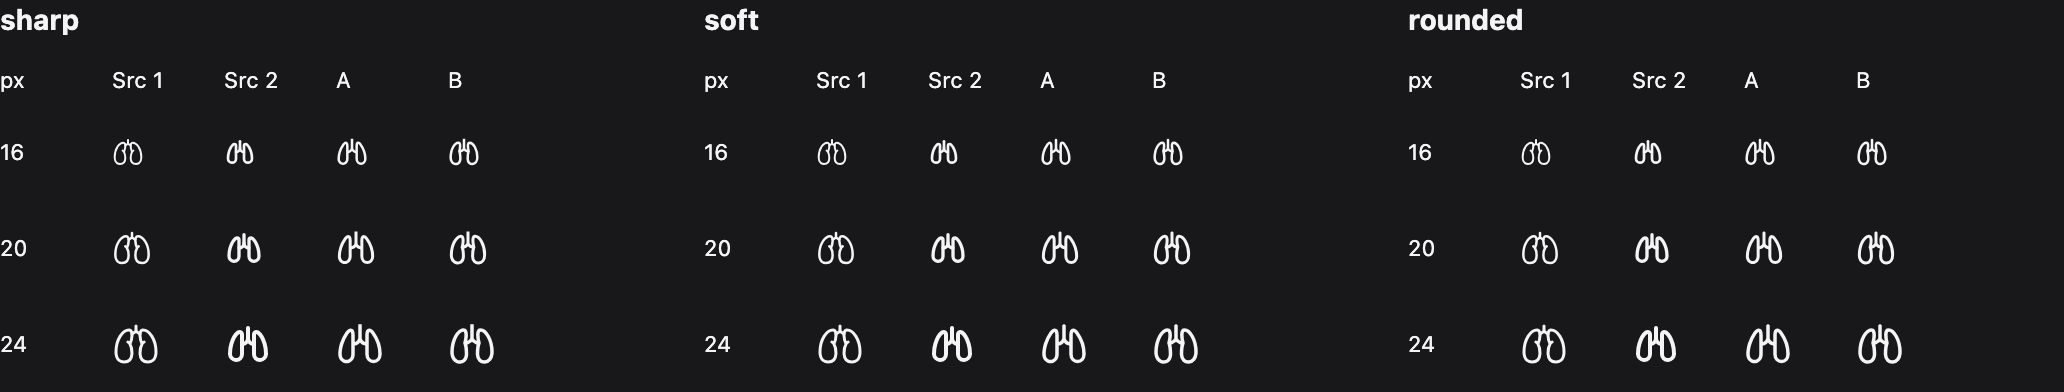 sharp soft rounded
px Src 1 Src 2 A B px Src 1 Src 2 A B px Src 1 Src 2 A B
16 16 16
20 20 20
24 24 24